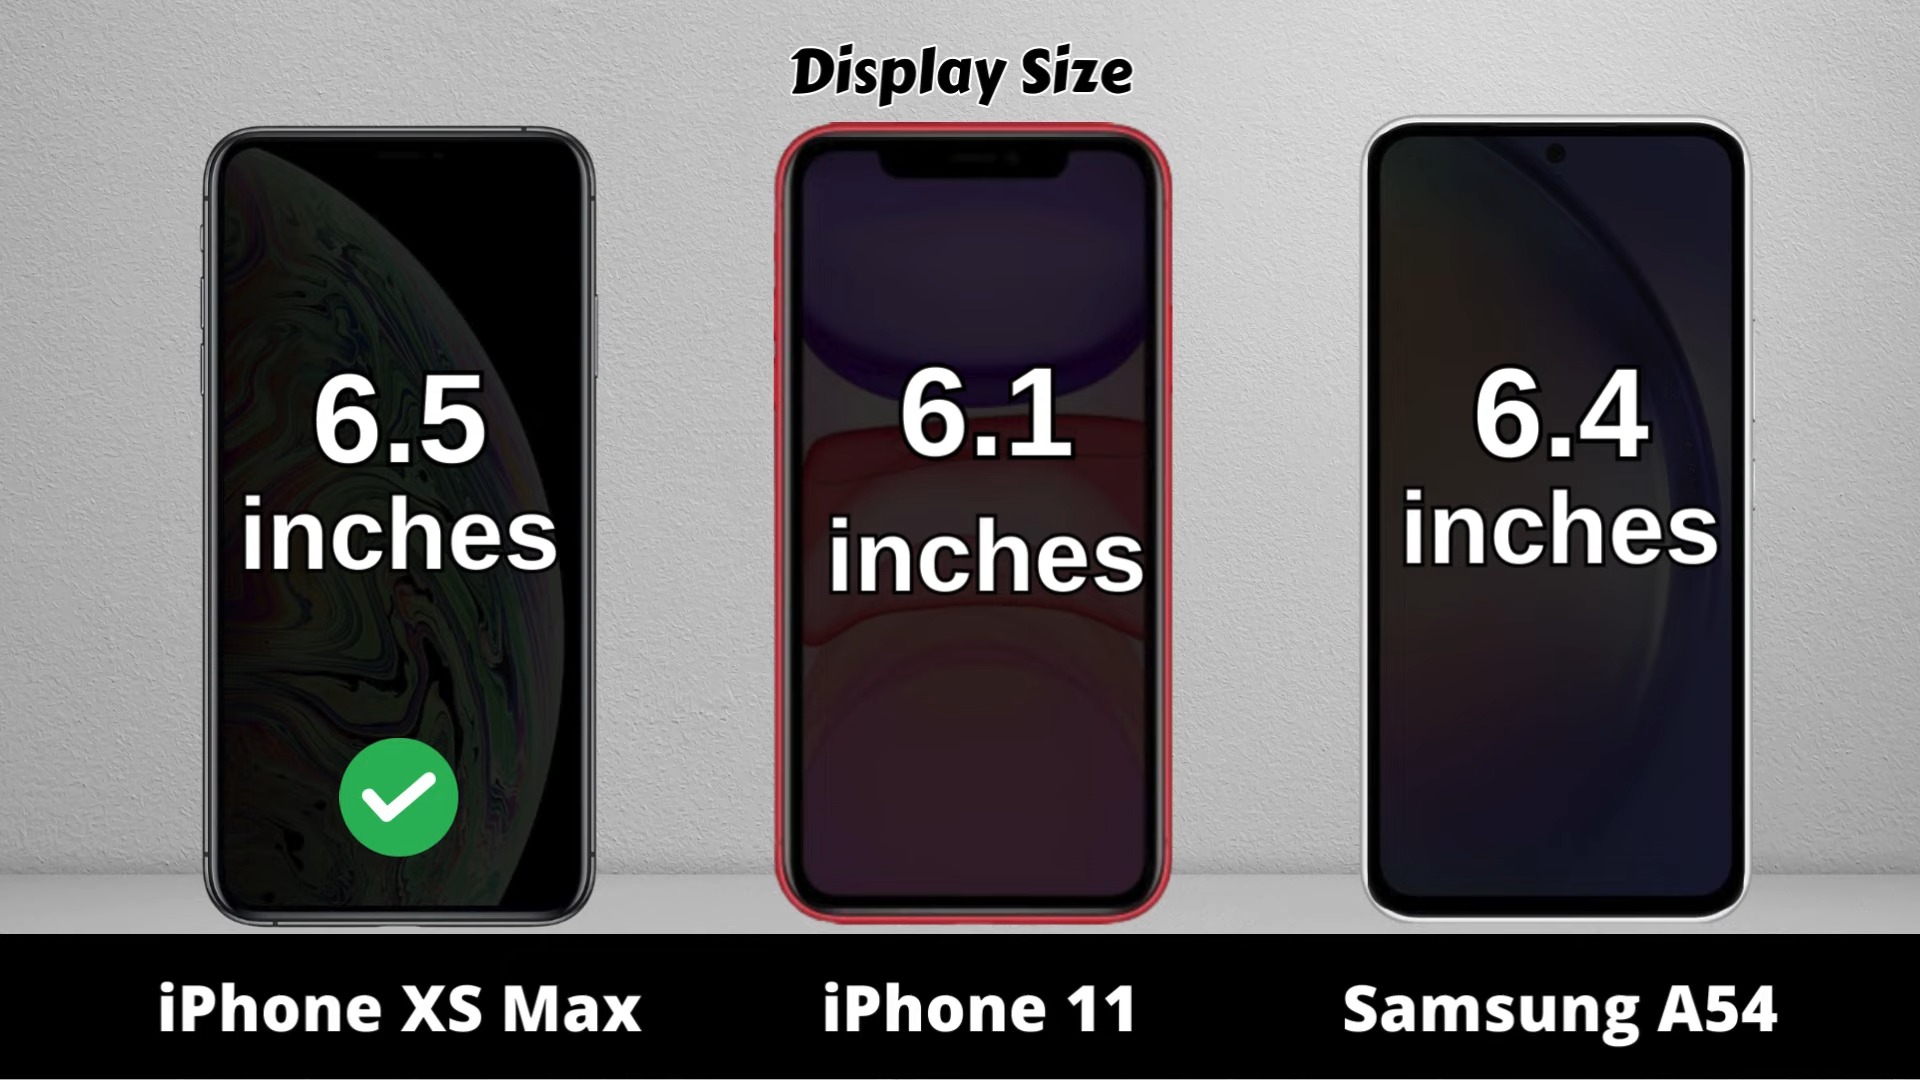 Display Size
6.5
inches
6.1
inches
6.4
inches
iPhone XS Max
iPhone 11
Samsung A54